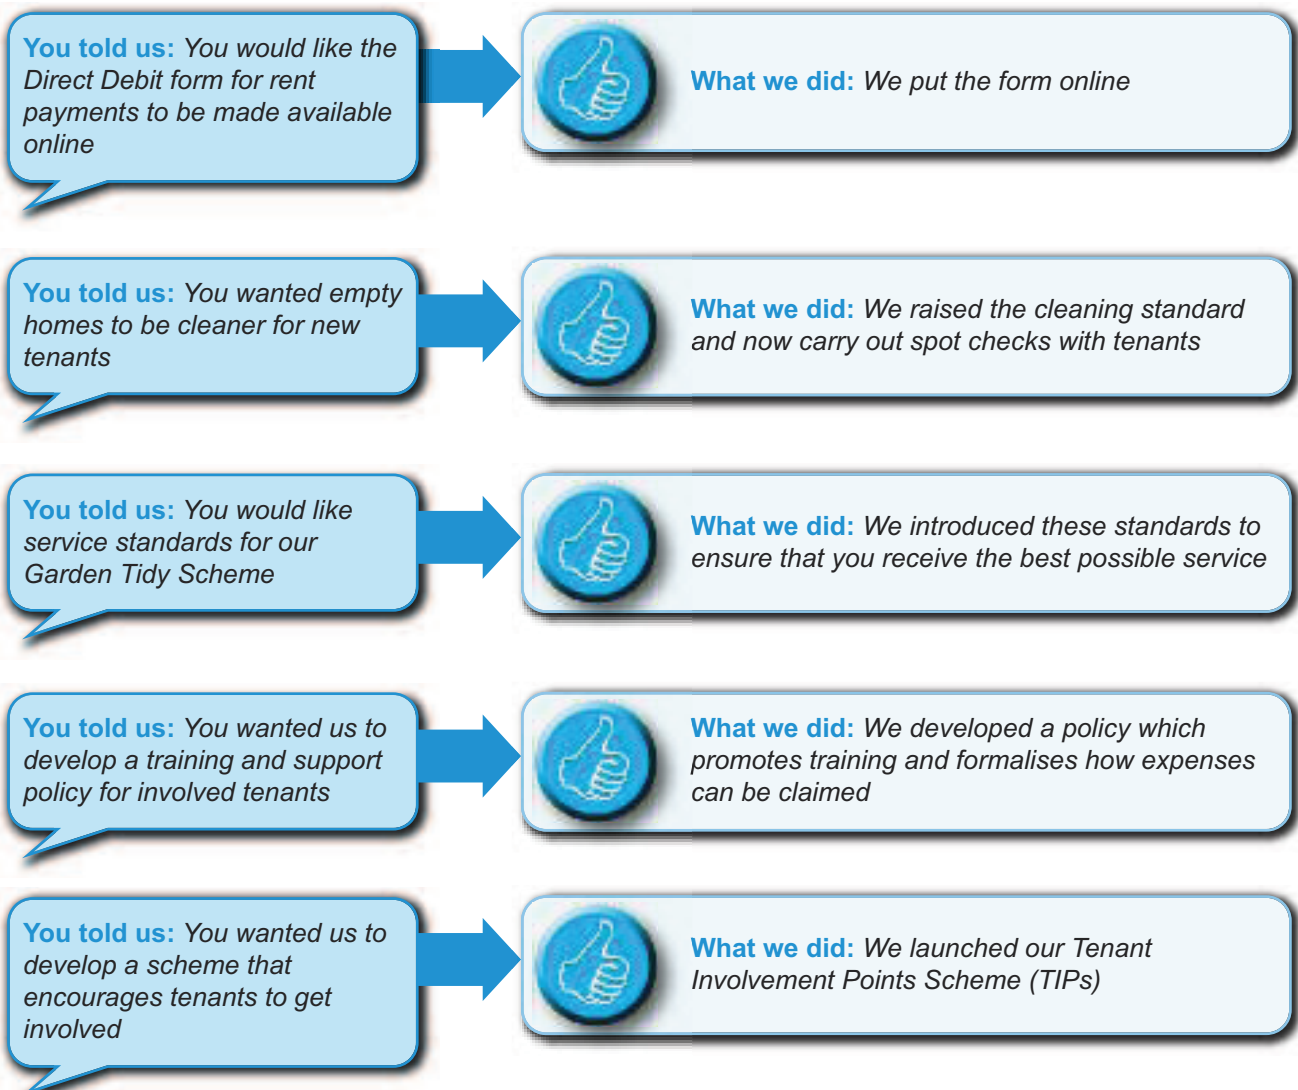 You told us: You would like the
Direct Debit form for rent
payments to be made available
online
What we did: We put the form online
You told us: You wanted empty
homes to be cleaner for new
tenants
What we did: We raised the cleaning standard
and now carry out spot checks with tenants
You told us: You would like
service standards for our
Garden Tidy Scheme
What we did: We introduced these standards to
ensure that you receive the best possible service
You told us: You wanted us to
develop a training and support
policy for involved tenants
What we did: We developed a policy which
promotes training and formalises how expenses
can be claimed
You told us: You wanted us to
develop a scheme that
encourages tenants to get
involved
What we did: We launched our Tenant
Involvement Points Scheme (TIPs)